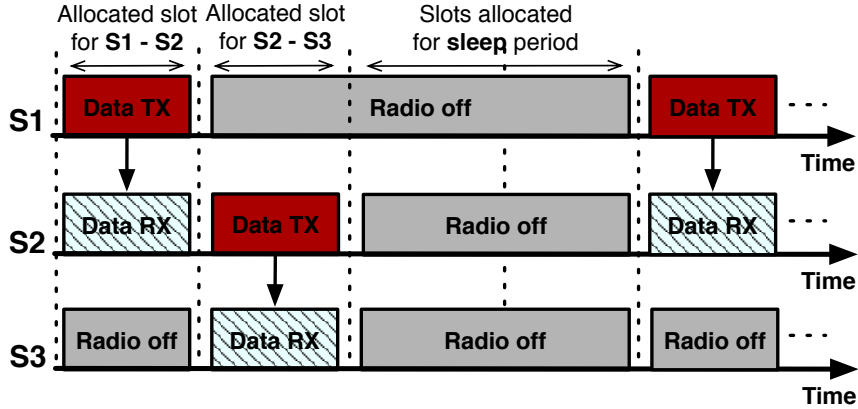 Allocated slot
for S1 - S2
Allocated slot
for S2 - S3
Slots allocated
for sleep period
S1
Data TX
Radio off
Data TX
Time
S2
Data RX
Data TX
Radio off
Data RX
Time
S3
Radio off
Data RX
Radio off
Radio off
Time